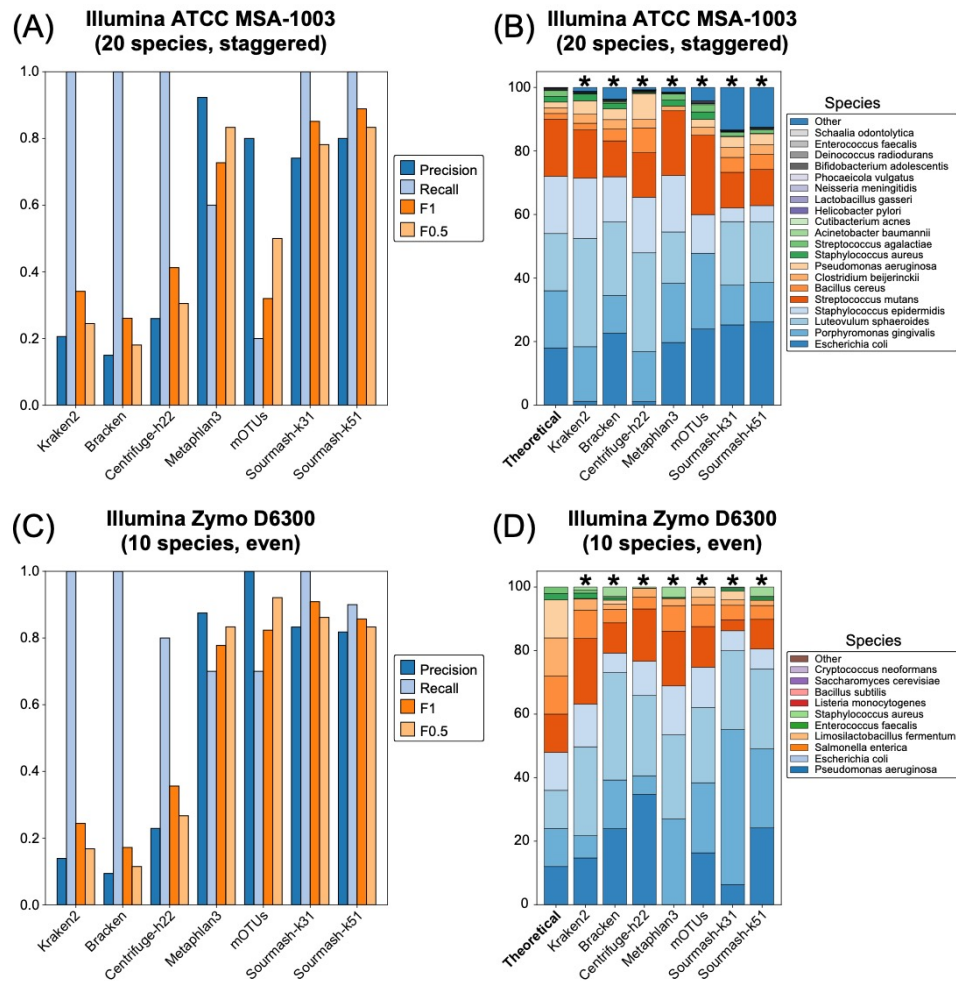 (A)
Illumina ATCC MSA-1003
(20 species, staggered)
1.0
0.8
0.6
0.4
0.2
0.0
Precision
Recall
F1
F0.5
Kraken2
Bracken
Centrifuge-h22
Metaphlan3
mOTUs
Sourmash-k31
Sourmash-k51
(B)
Illumina ATCC MSA-1003
(20 species, staggered)
100
80
60
40
20
0
* * * * * * *
Theoretical
Kraken2
Bracken
Centrifuge-h22
Metaphlan3
mOTUs
Sourmash-k31
Sourmash-k51
Species
Other
Schaalia odontolytica
Enterococcus faecalis
Deinococcus radiodurans
Bifidobacterium adolescentis
Phocaeicola vulgatus
Neisseria meningitidis
Lactobacillus gasseri
Helicobacter pylori
Cutibacterium acnes
Acinetobacter baumannii
Streptococcus agalactiae
Staphylococcus aureus
Pseudomonas aeruginosa
Clostridium beijerinckii
Bacillus cereus
Streptococcus mutans
Staphylococcus epidermidis
Luteovulum sphaeroides
Porphyromonas gingivalis
Escherichia coli
(C)
Illumina Zymo D6300
(10 species, even)
1.0
0.8
0.6
0.4
0.2
0.0
Precision
Recall
F1
F0.5
Kraken2
Bracken
Centrifuge-h22
Metaphlan3
mOTUs
Sourmash-k31
Sourmash-k51
(D)
Illumina Zymo D6300
(10 species, even)
100
80
60
40
20
0
* * * * * * *
Theoretical
Kraken2
Bracken
Centrifuge-h22
Metaphlan3
mOTUs
Sourmash-k31
Sourmash-k51
Species
Other
Cryptococcus neoformans
Saccharomyces cerevisiae
Bacillus subtilis
Listeria monocytogenes
Staphylococcus aureus
Enterococcus faecalis
Limosilactobacillus fermentum
Salmonella enterica
Escherichia coli
Pseudomonas aeruginosa